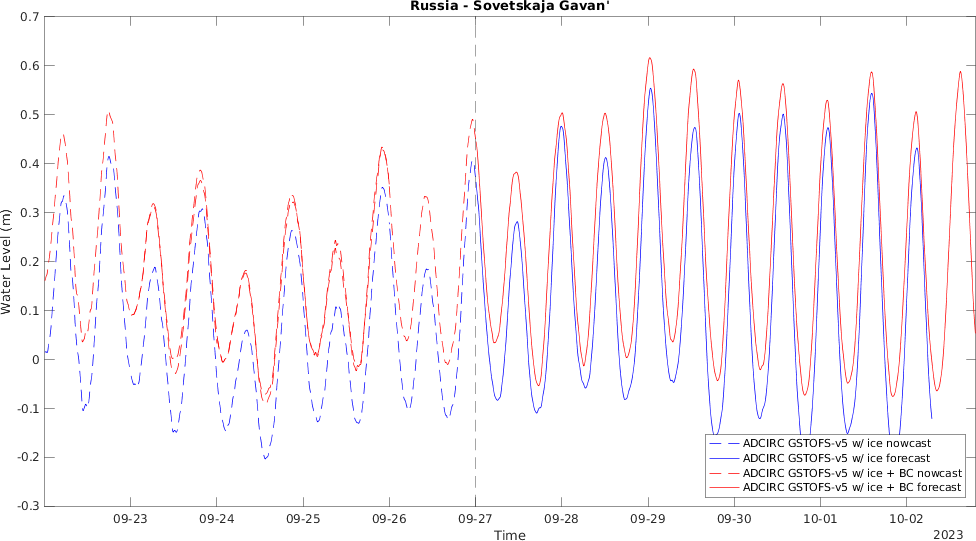 Russia - Sovetskaja Gavan'
0.7
0.6
0.5
0.4
0.3
0.2
0.1
0
-0.1
-0.2
-0.3
Water Level (m)
ADCIRC GSTOFS-v5 w/ ice nowcast
ADCIRC GSTOFS-v5 w/ ice forecast
ADCIRC GSTOFS-v5 w/ ice + BC nowcast
ADCIRC GSTOFS-v5 w/ ice + BC forecast
09-23 09-24 09-25 09-26 09-27 09-28 09-29 09-30 10-01 10-02
Time
2023